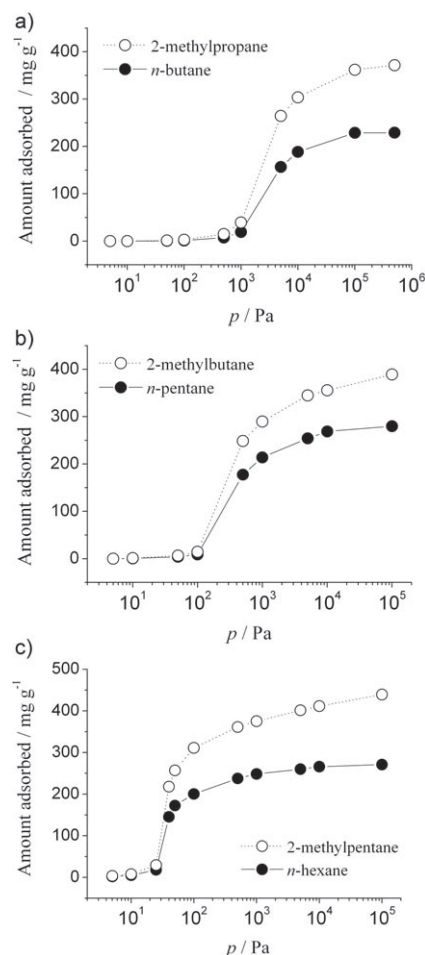 a)
2-methylpropane
n-butane
Amount adsorbed / mg g⁻¹
400
300
200
100
0
10¹ 10² 10³ 10⁴ 10⁵ 10⁶
p / Pa
b)
2-methylbutane
n-pentane
Amount adsorbed / mg g⁻¹
400
300
200
100
0
10¹ 10² 10³ 10⁴ 10⁵
p / Pa
c)
500
400
300
200
100
0
Amount adsorbed / mg g⁻¹
2-methylpentane
n-hexane
10¹ 10² 10³ 10⁴ 10⁵
p / Pa